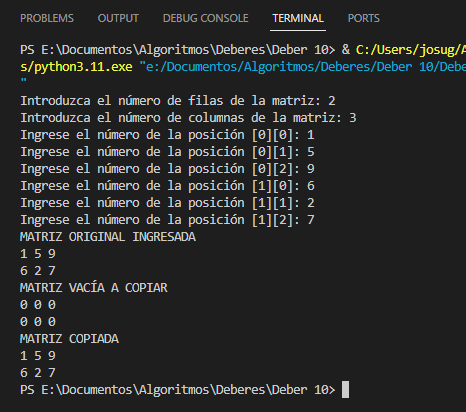 PROBLEMS OUTPUT DEBUG CONSOLE TERMINAL PORTS
PS E:\Documentos\Algoritmos\Deberes\Deber 10> & C:/Users/josug/A
s/python3.11.exe "e:/Documentos/Algoritmos/Deberes/Deber 10/Debe
"
Introduzca el número de filas de la matriz: 2
Introduzca el número de columnas de la matriz: 3
Ingrese el número de la posición [0][0]: 1
Ingrese el número de la posición [0][1]: 5
Ingrese el número de la posición [0][2]: 9
Ingrese el número de la posición [1][0]: 6
Ingrese el número de la posición [1][1]: 2
Ingrese el número de la posición [1][2]: 7
MATRIZ ORIGINAL INGRESADA
1 5 9
6 2 7
MATRIZ VACÍA A COPIAR
0 0 0
0 0 0
MATRIZ COPIADA
1 5 9
6 2 7
PS E:\Documentos\Algoritmos\Deberes\Deber 10>